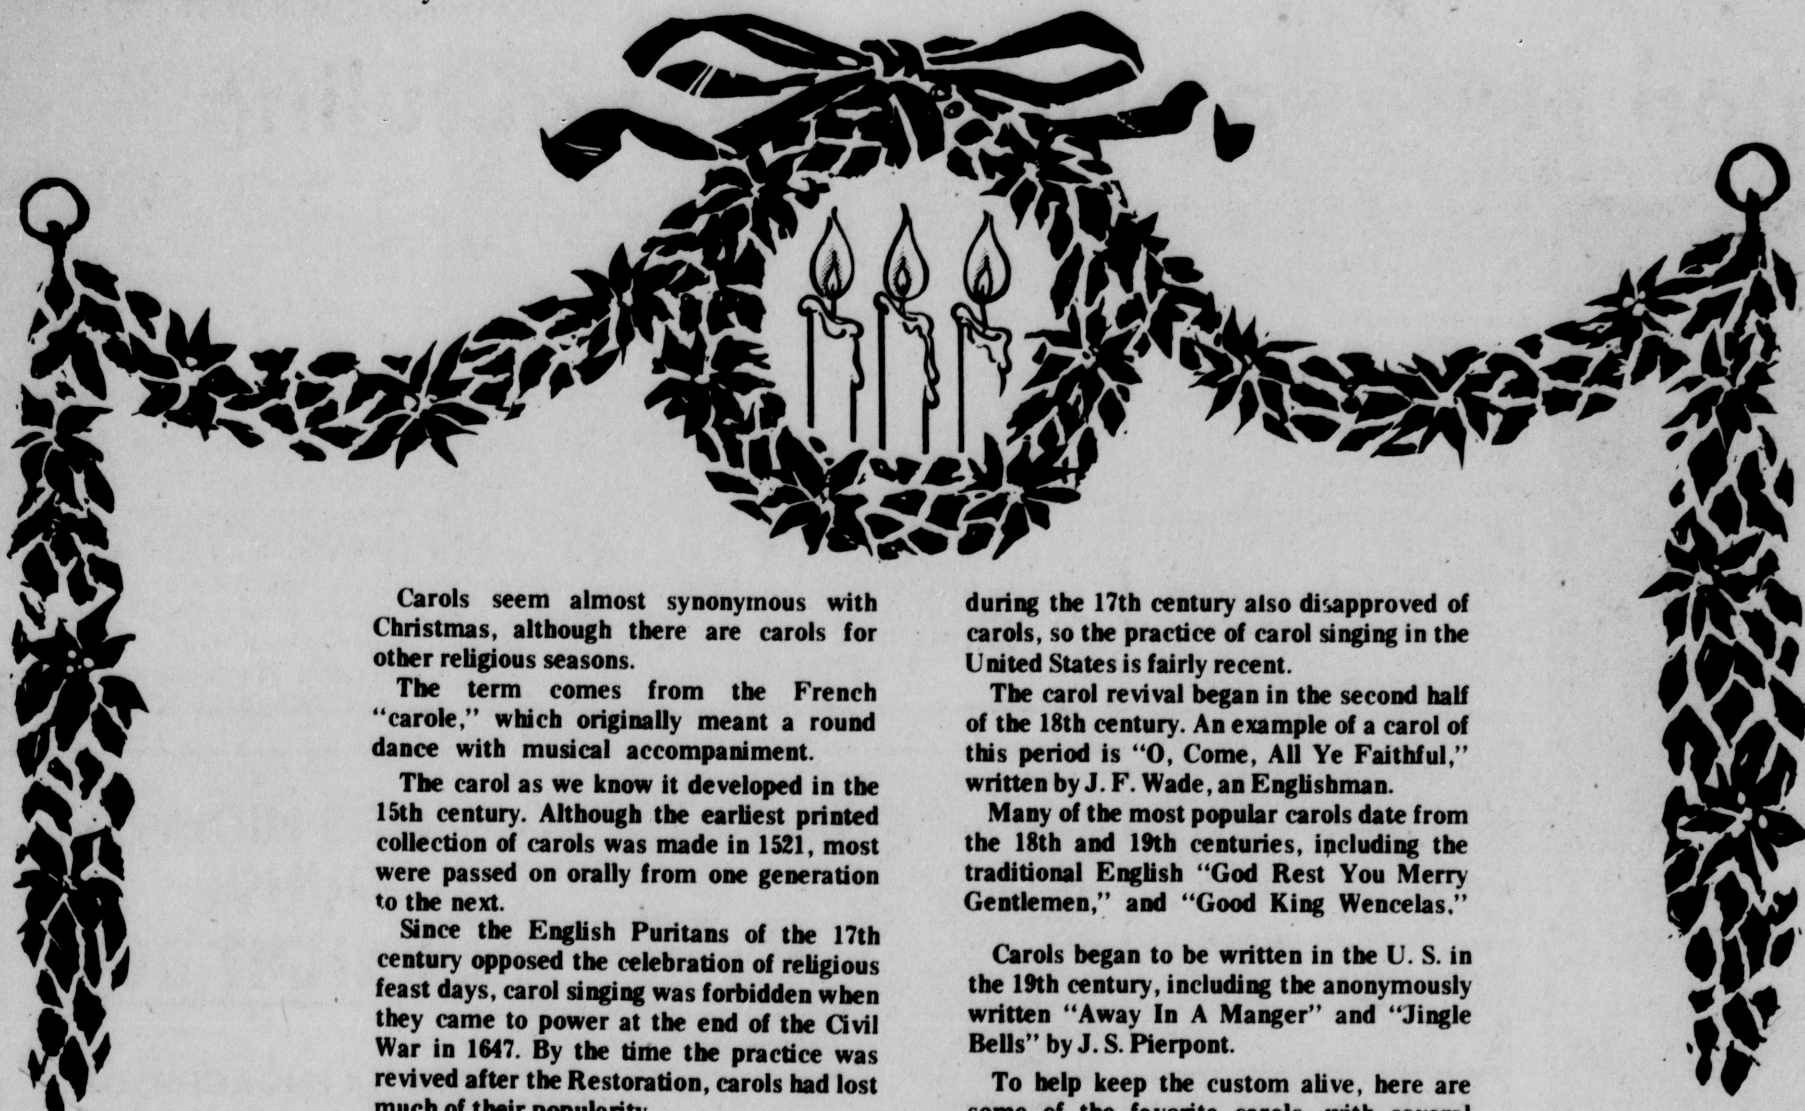 Carols seem almost synonymous with
Christmas, although there are carols for
other religious seasons.
The term comes from the French
“carole,” which originally meant a round
dance with musical accompaniment.
The carol as we know it developed in the
15th century. Although the earliest printed
collection of carols was made in 1521, most
were passed on orally from one generation
to the next.
Since the English Puritans of the 17th
century opposed the celebration of religious
feast days, carol singing was forbidden when
they came to power at the end of the Civil
War in 1647. By the time the practice was
revived after the Restoration, carols had lost
much of their popularity.
during the 17th century also disapproved of
carols, so the practice of carol singing in the
United States is fairly recent.
The carol revival began in the second half
of the 18th century. An example of a carol of
this period is “O, Come, All Ye Faithful,”
written by J. F. Wade, an Englishman.
Many of the most popular carols date from
the 18th and 19th centuries, including the
traditional English “God Rest You Merry
Gentlemen,” and “Good King Wencelas.”
Carols began to be written in the U. S. in
the 19th century, including the anonymously
written “Away In A Manger” and “Jingle
Bells” by J. S. Pierpont.
To help keep the custom alive, here are
some of the favorite carols, with several